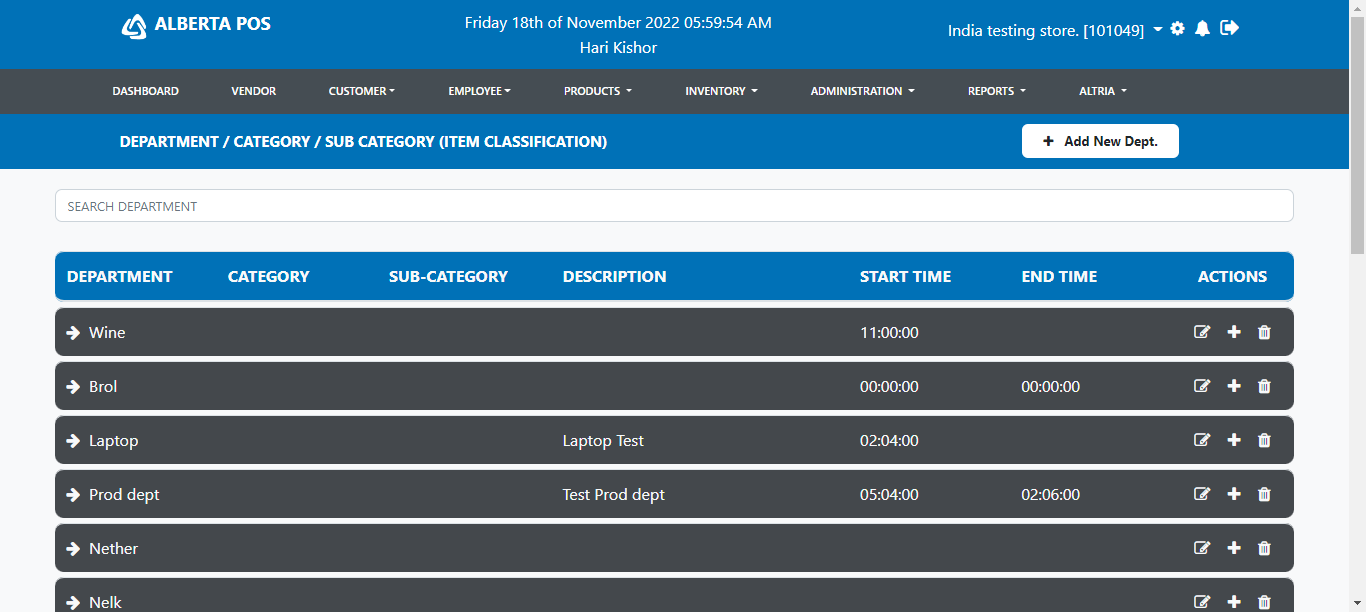 ALBERTA POS
Friday 18th of November 2022 05:59:54 AM
Hari Kishor
India testing store. [101049]
DASHBOARD VENDOR CUSTOMER EMPLOYEE PRODUCTS INVENTORY ADMINISTRATION REPORTS ALTRIA
DEPARTMENT / CATEGORY / SUB CATEGORY (ITEM CLASSIFICATION)
Add New Dept.
SEARCH DEPARTMENT
DEPARTMENT CATEGORY SUB-CATEGORY DESCRIPTION START TIME END TIME ACTIONS
Wine 11:00:00
Brol 00:00:00 00:00:00
Laptop Laptop Test 02:04:00
Prod dept Test Prod dept 05:04:00 02:06:00
Nether
Nelk